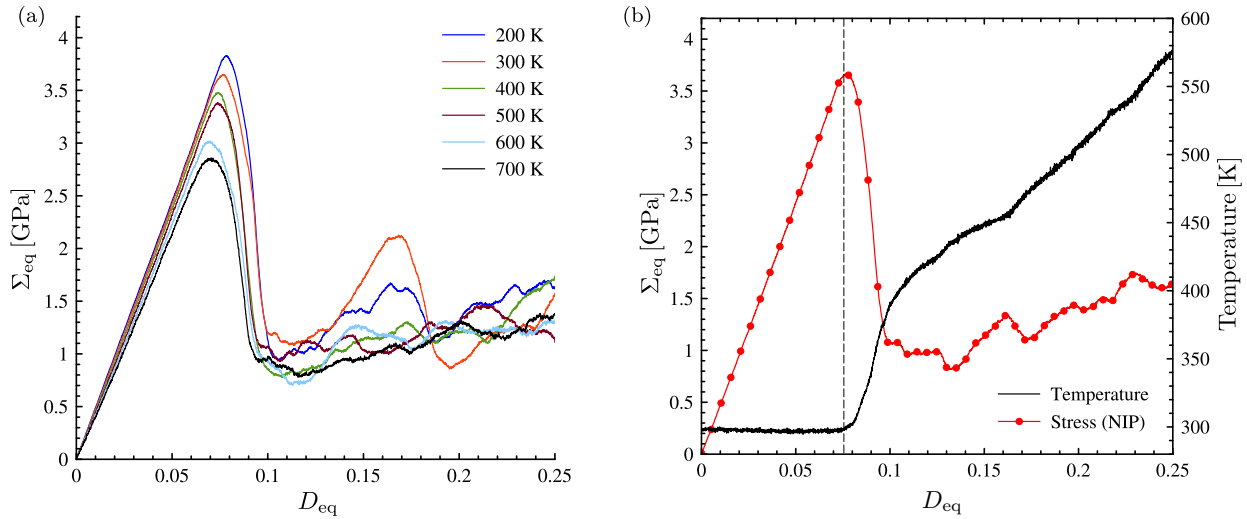 (a)
4
3.5
3
2.5
2
1.5
1
0.5
0
Σeq [GPa]
200 K
300 K
400 K
500 K
600 K
700 K
0
0.05
0.1
0.15
0.2
0.25
Deq
(b)
4
3.5
3
2.5
2
1.5
1
0.5
0
Σeq [GPa]
600
550
500
450
400
350
300
Temperature [K]
Temperature
Stress (NIP)
0
0.05
0.1
0.15
0.2
0.25
Deq